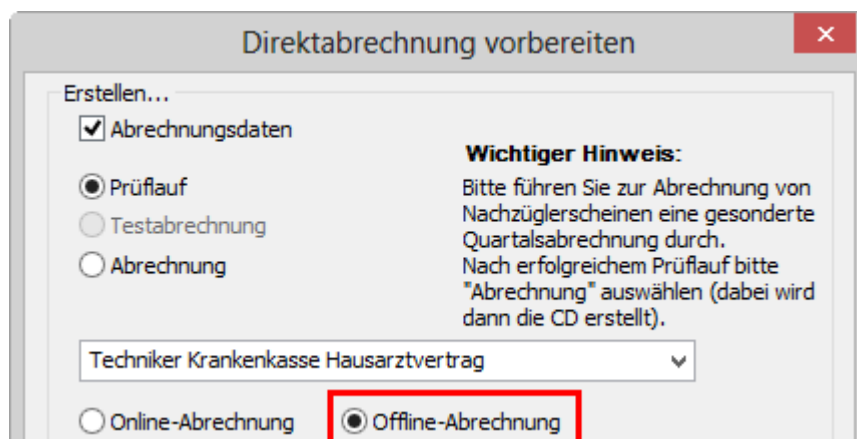 Direktabrechnung vorbereiten
Erstellen...
Abrechnungsdaten
Prüflauf
Testabrechnung
Abrechnung
Wichtiger Hinweis:
Bitte führen Sie zur Abrechnung von
Nachzüglerscheinen eine gesonderte
Quartalsabrechnung durch.
Nach erfolgreichem Prüflauf bitte
"Abrechnung" auswählen (dabei wird
dann die CD erstellt).
Techniker Krankenkasse Hausarztvertrag
Online-Abrechnung
Offline-Abrechnung